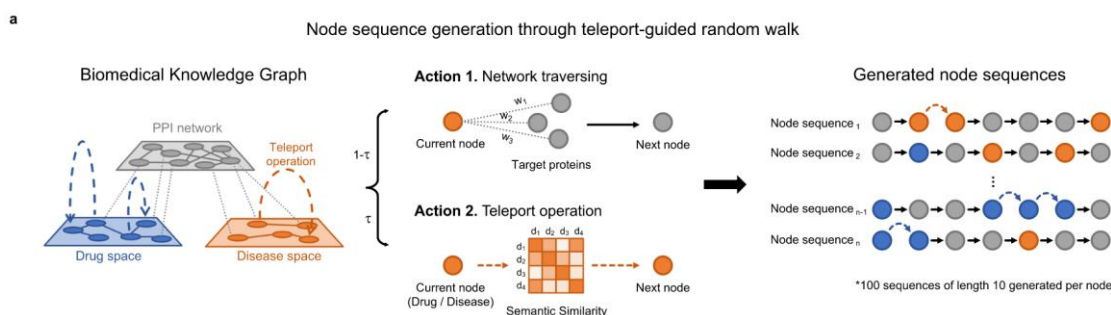 a
Node sequence generation through teleport-guided random walk
Biomedical Knowledge Graph
PPI network
Teleport
operation
Drug space
Disease space
1-τ
τ
Action 1. Network traversing
w1
w2
w3
Current node
Target proteins
Next node
Action 2. Teleport operation
d1 d2 d3 d4
d1
d2
d3
d4
Current node
(Drug / Disease)
Semantic Similarity
Next node
Generated node sequences
Node sequence 1
Node sequence 2
⋮
Node sequence n-1
Node sequence n
*100 sequences of length 10 generated per node